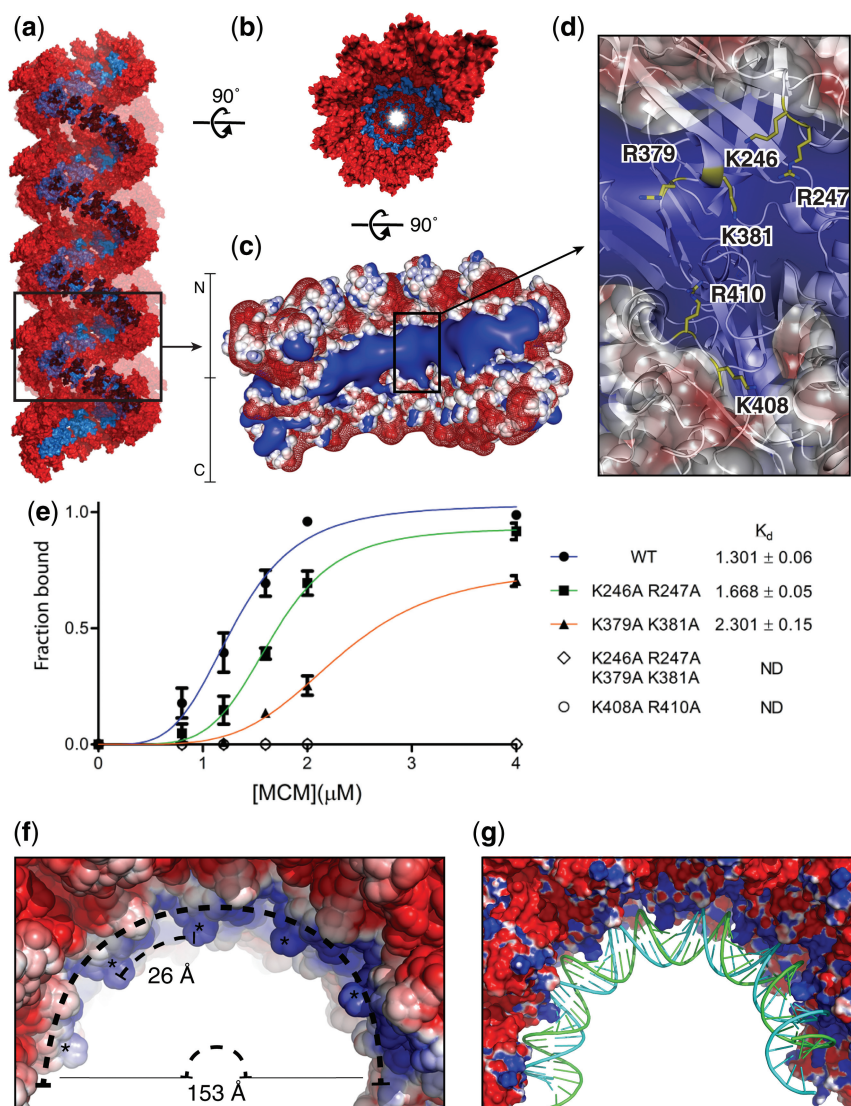 (a)
(b)
(d)
90°
90°
(c)
N
C
R379
K246
R247
K381
R410
K408
(e)
Fraction bound
1.0
0.5
0.0
0
1
2
3
4
[MCM](μM)
Kd
WT 1.301 ± 0.06
K246A R247A 1.668 ± 0.05
K379A K381A 2.301 ± 0.15
K246A R247A
K379A K381A ND
K408A R410A ND
(f)
(g)
*
*
*
*
*
26 Å
153 Å